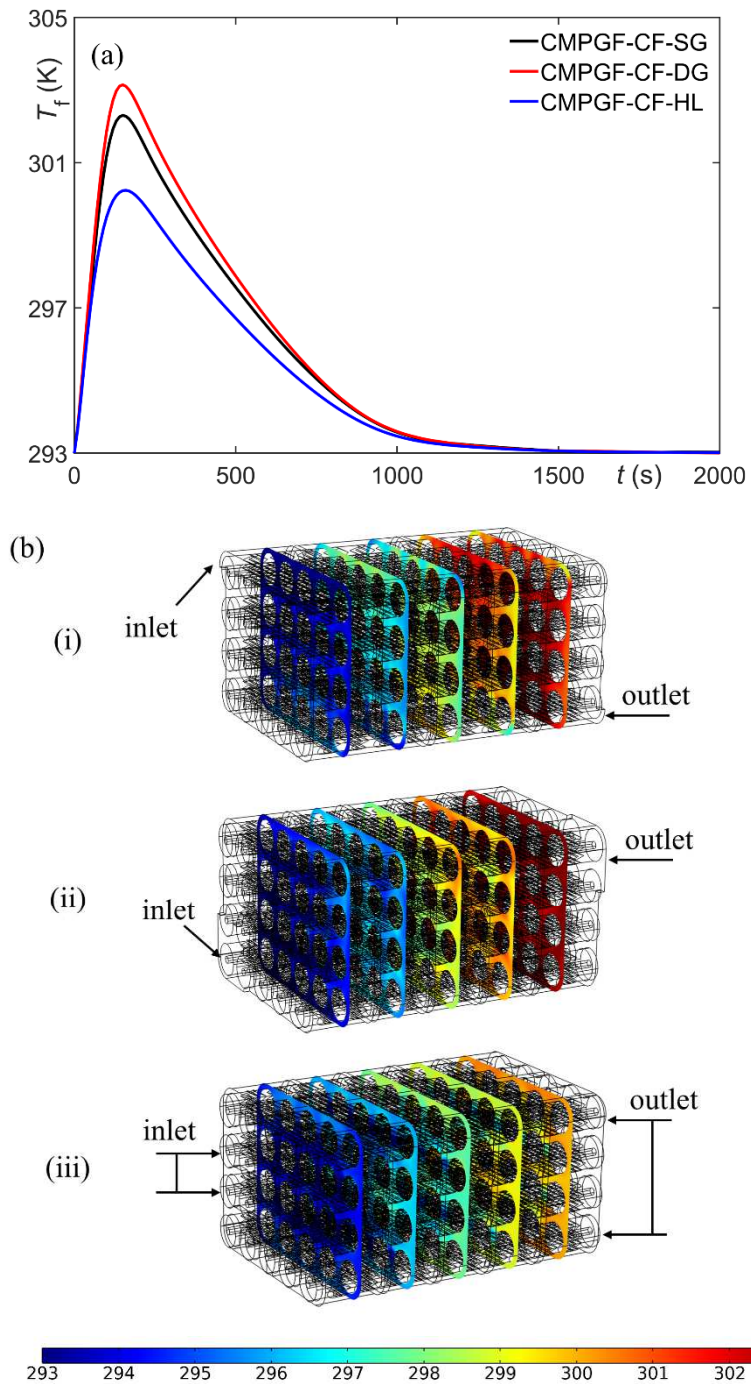 305
(a)
CMPGF-CF-SG
CMPGF-CF-DG
CMPGF-CF-HL
T_f (K)
301
297
293
0 500 1000 1500 t (s) 2000
(b)
inlet
(i)
outlet
outlet
(ii)
inlet
inlet
outlet
(iii)
293 294 295 296 297 298 299 300 301 302